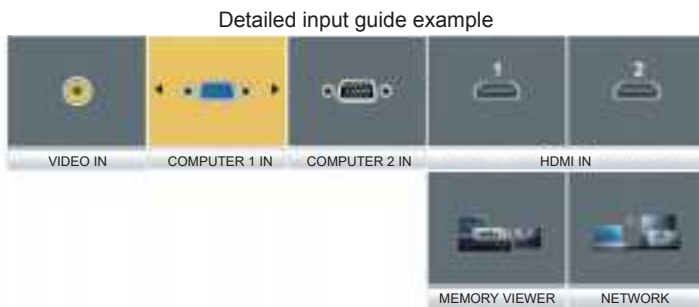 Detailed input guide example
1 2
VIDEO IN COMPUTER 1 IN COMPUTER 2 IN HDMI IN
MEMORY VIEWER NETWORK